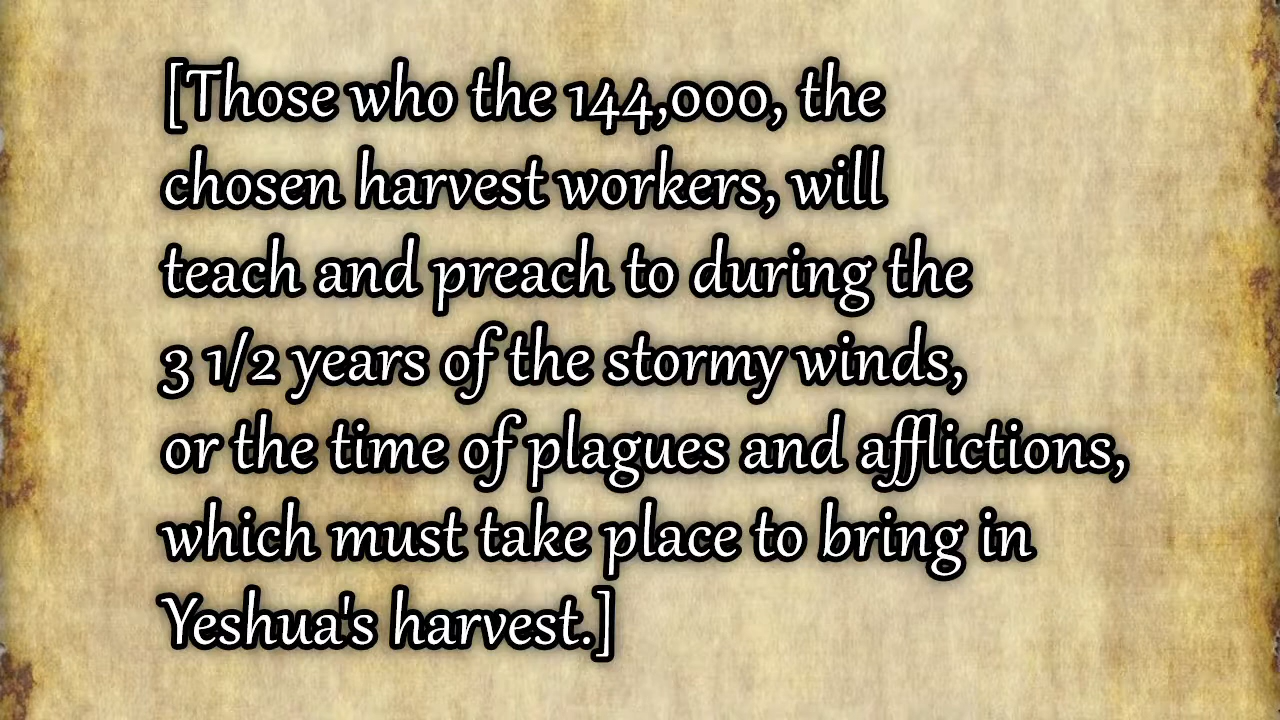 [Those who the 144,000, the
chosen harvest workers, will
teach and preach to during the
3 1/2 years of the stormy winds,
or the time of plagues and afflictions,
which must take place to bring in
Yeshua's harvest.]